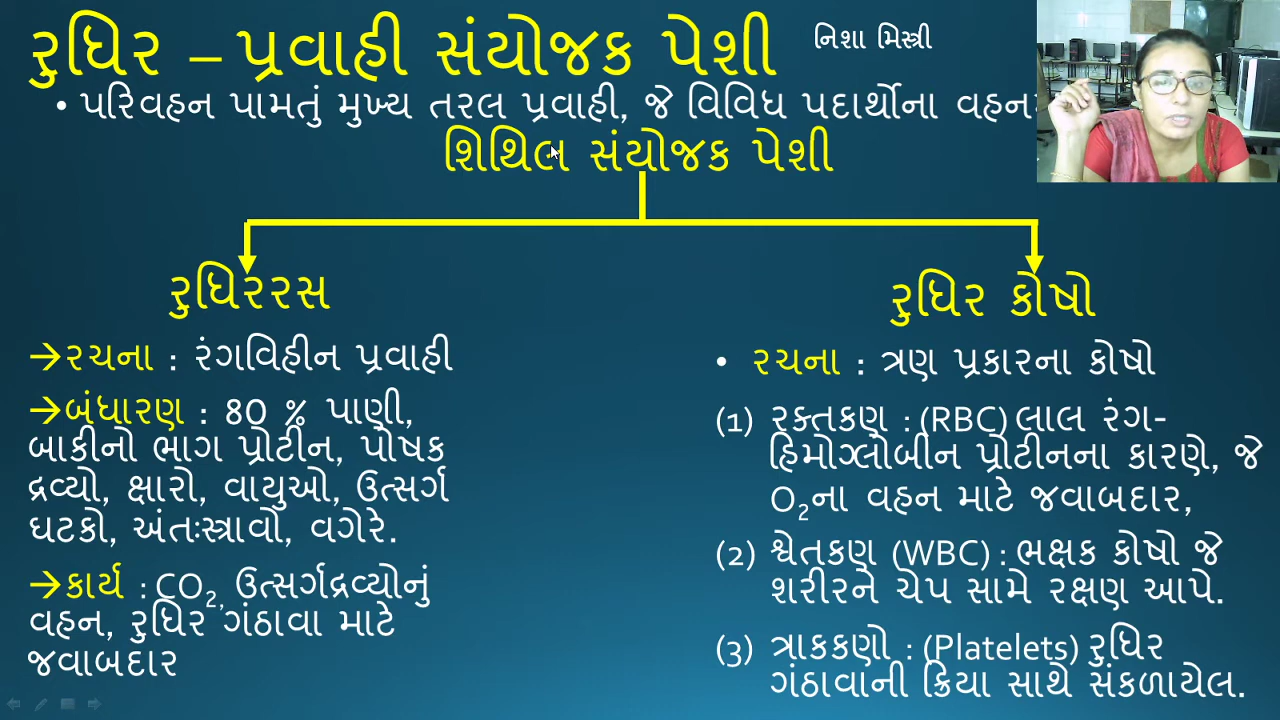 રુધિર – પ્રવાહી સંયોજક પેશી
નિશા મિસ્ત્રી
• પરિવહન પામતું મુખ્ય તરલ પ્રવાહી, જે વિવિધ પદાર્થોના વહન
શિથિલ સંયોજક પેશી
રુધિરરસ
→રચના : રંગવિહીન પ્રવાહી
→બંધારણ : 80 % પાણી,
બાકીનો ભાગ પ્રોટીન, પોષક
દ્રવ્યો, ક્ષારો, વાયુઓ, ઉત્સર્ગ
ઘટકો, અંતઃસ્ત્રાવો, વગેરે.
→કાર્ય : CO2, ઉત્સર્ગદ્રવ્યોનું
વહન, રુધિર ગંઠાવા માટે
જવાબદાર
રુધિર કોષો
• રચના : ત્રણ પ્રકારના કોષો
(1) રક્તકણ : (RBC) લાલ રંગ-
હિમોગ્લોબીન પ્રોટીનના કારણે, જે
O2ના વહન માટે જવાબદાર,
(2) શ્વેતકણ (WBC) : ભક્ષક કોષો જે
શરીરને ચેપ સામે રક્ષણ આપે.
(3) ત્રાકકણો : (Platelets) રુધિર
ગંઠાવાની ક્રિયા સાથે સંકળાયેલ.